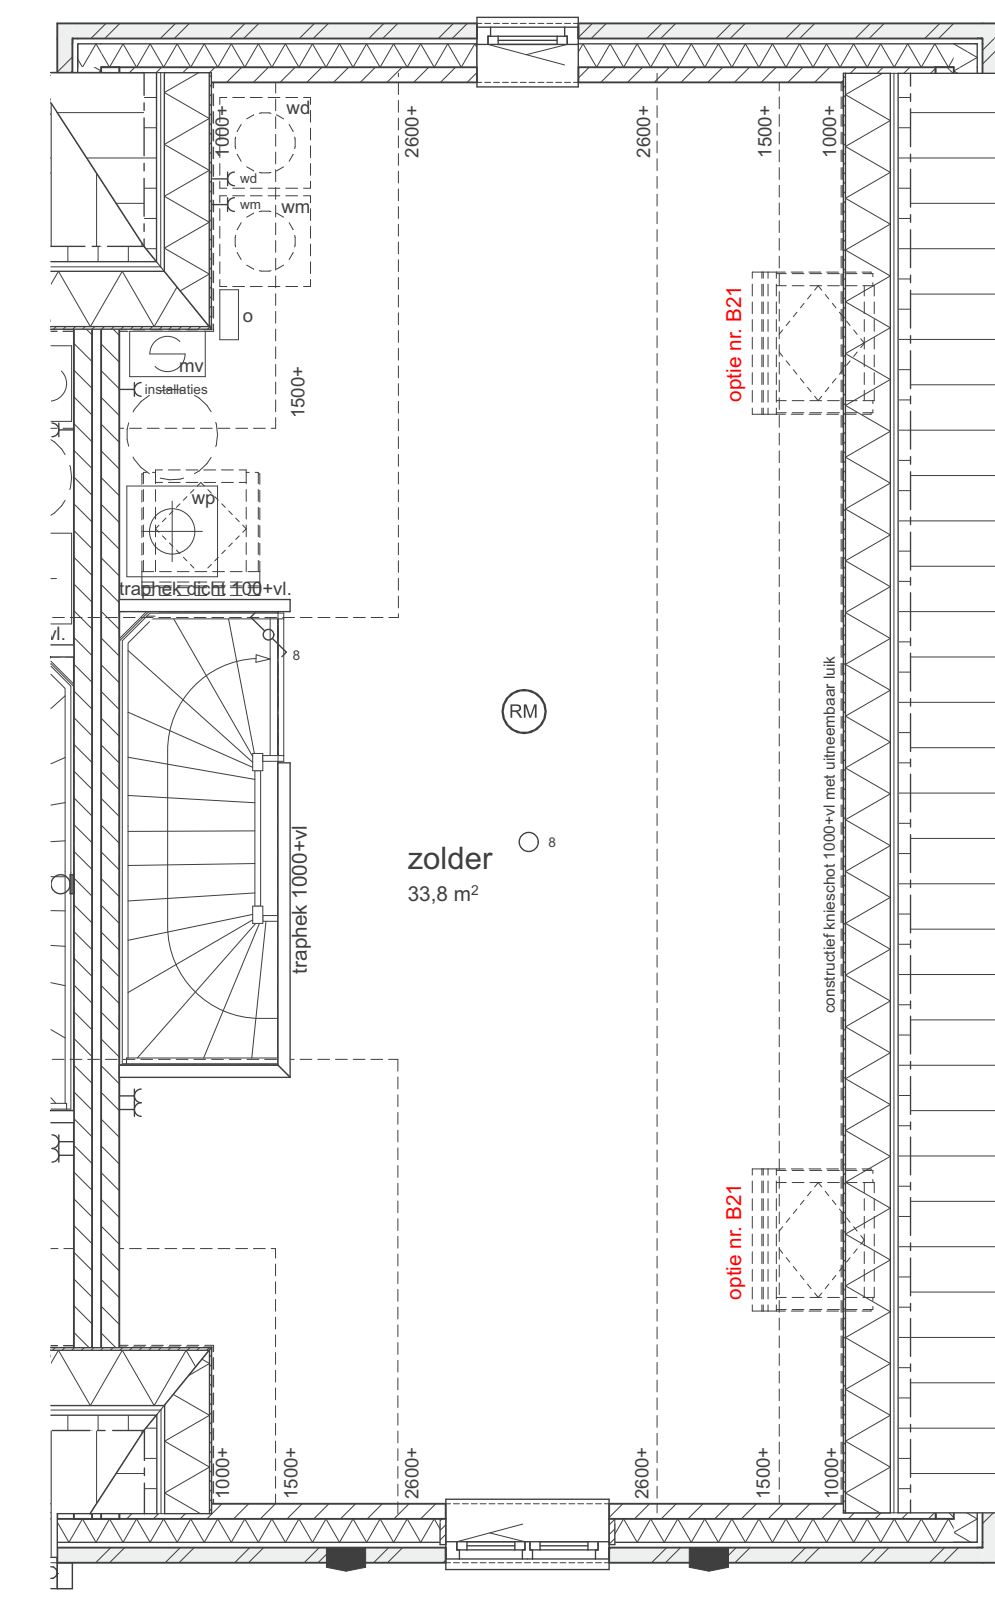 1000+
wd
2600+
2600+
1500+
1000+
wd
wm
wm
o
optie nr. B21
mv
installaties
1500+
wp
traphek dicht 100+vl.
vl.
8
RM
constructief knieschot 1000+vl met uitneembaar luik
8
zolder
33,8 m²
traphek 1000+vl
optie nr. B21
1000+
1500+
2600+
2600+
1500+
1000+